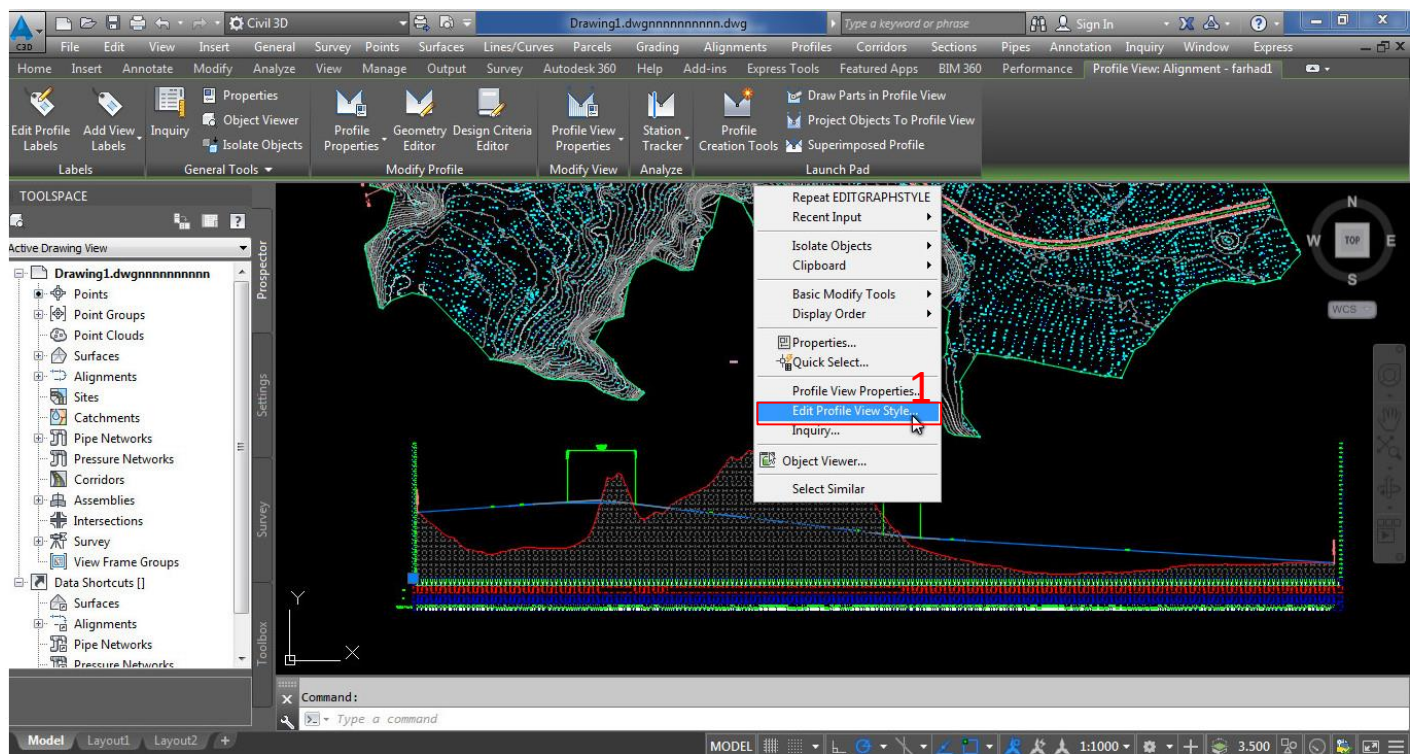 Civil 3D Drawing1.dwgnnnnnnnnnn.dwg Type a keyword or phrase Sign In
C3D File Edit View Insert General Survey Points Surfaces Lines/Curves Parcels Grading Alignments Profiles Corridors Sections Pipes Annotation Inquiry Window Express
Home Insert Annotate Modify Analyze View Manage Output Survey Autodesk 360 Help Add-ins Express Tools Featured Apps BIM 360 Performance Profile View: Alignment - farhad1
Edit Profile Labels
Add View Labels
Inquiry
Properties
Object Viewer
Isolate Objects
Profile Properties
Geometry Editor
Design Criteria Editor
Profile View Properties
Station Tracker
Profile Creation Tools
Draw Parts in Profile View
Project Objects To Profile View
Superimposed Profile
Labels General Tools Modify Profile Modify View Analyze Launch Pad
TOOLSPACE
Active Drawing View
Drawing1.dwgnnnnnnnnnn
Points
Point Groups
Point Clouds
Surfaces
Alignments
Sites
Catchments
Pipe Networks
Pressure Networks
Corridors
Assemblies
Intersections
Survey
View Frame Groups
Data Shortcuts []
Surfaces
Alignments
Pipe Networks
Pressure Networks
Prospector
Settings
Survey
Toolbox
Repeat EDITGRAPHSTYLE
Recent Input
Isolate Objects
Clipboard
Basic Modify Tools
Display Order
Properties...
Quick Select...
Profile View Properties...
1
Edit Profile View Style...
Inquiry...
Object Viewer...
Select Similar
N
W TOP E
S
WCS
Y
X
Command:
Type a command
Model Layout1 Layout2 + MODEL 1:1000 3.500